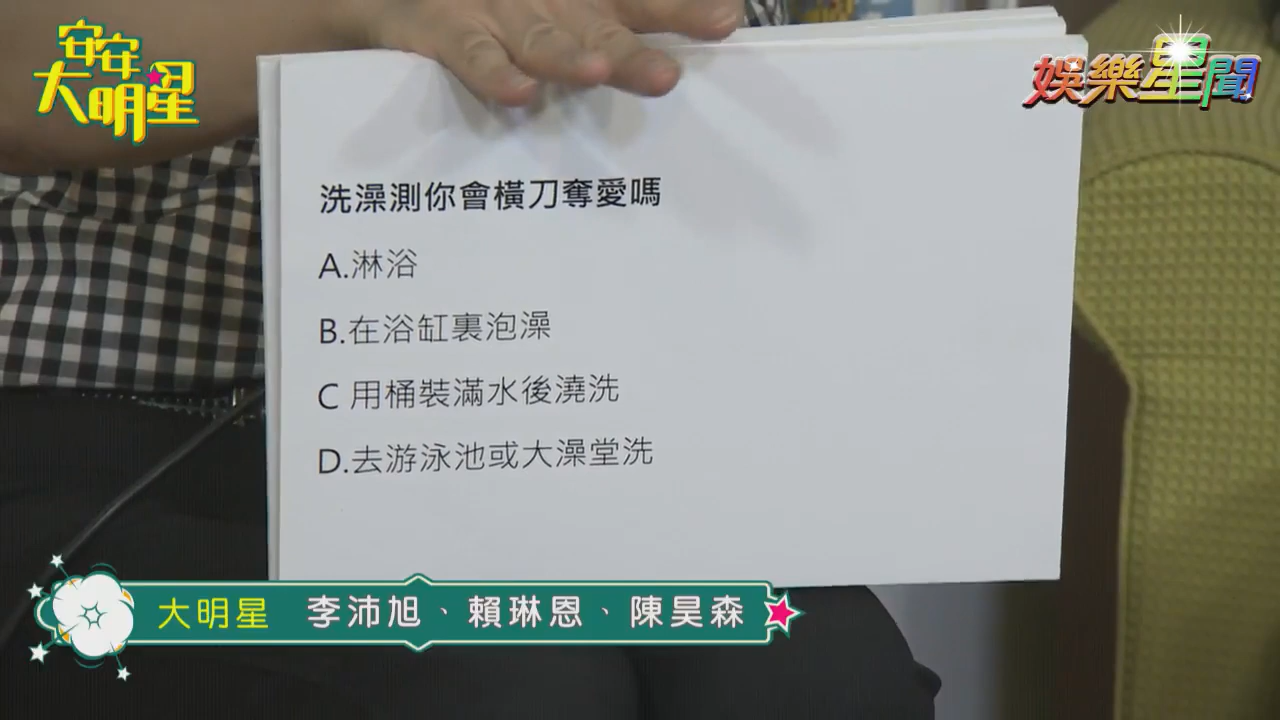 安安
大明星
娛樂星聞
洗澡測你會橫刀奪愛嗎
A.淋浴
B.在浴缸裏泡澡
C 用桶裝滿水後澆洗
D.去游泳池或大澡堂洗
大明星 李沛旭、賴琳恩、陳昊森